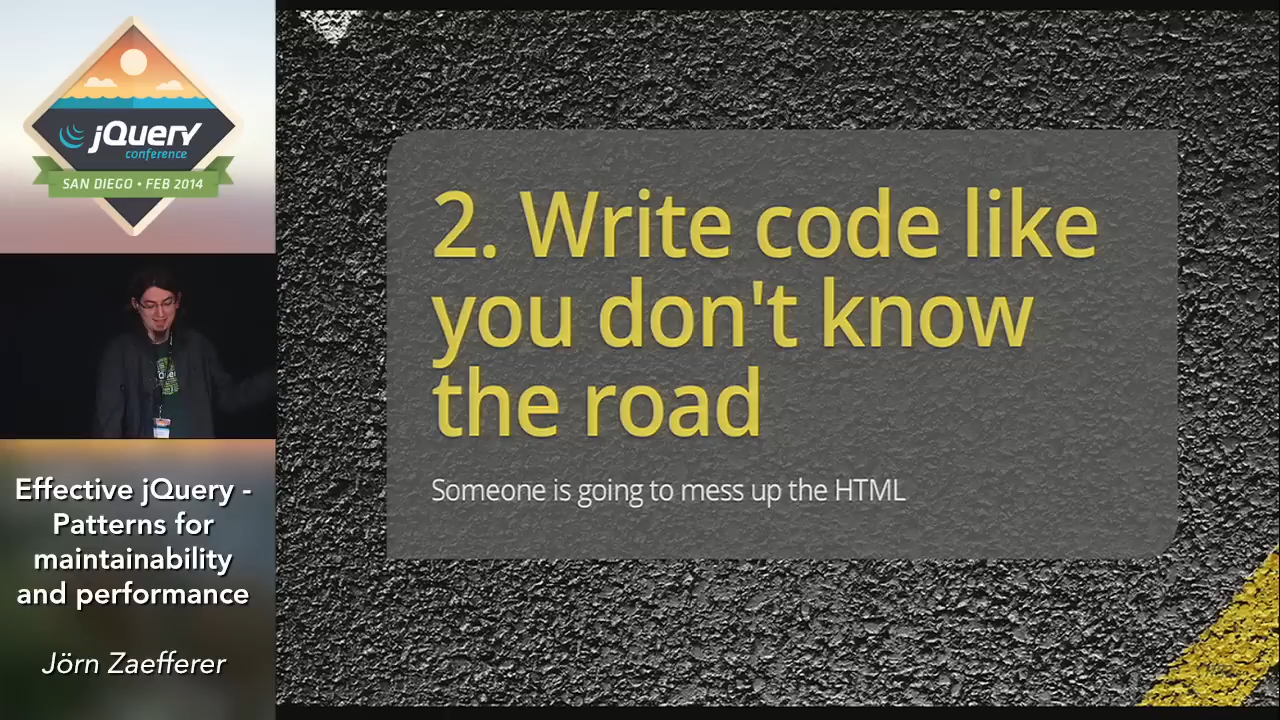 jQuery
conference
SAN DIEGO • FEB 2014
Effective jQuery -
Patterns for
maintainability
and performance
Jörn Zaefferer
2. Write code like
you don't know
the road
Someone is going to mess up the HTML